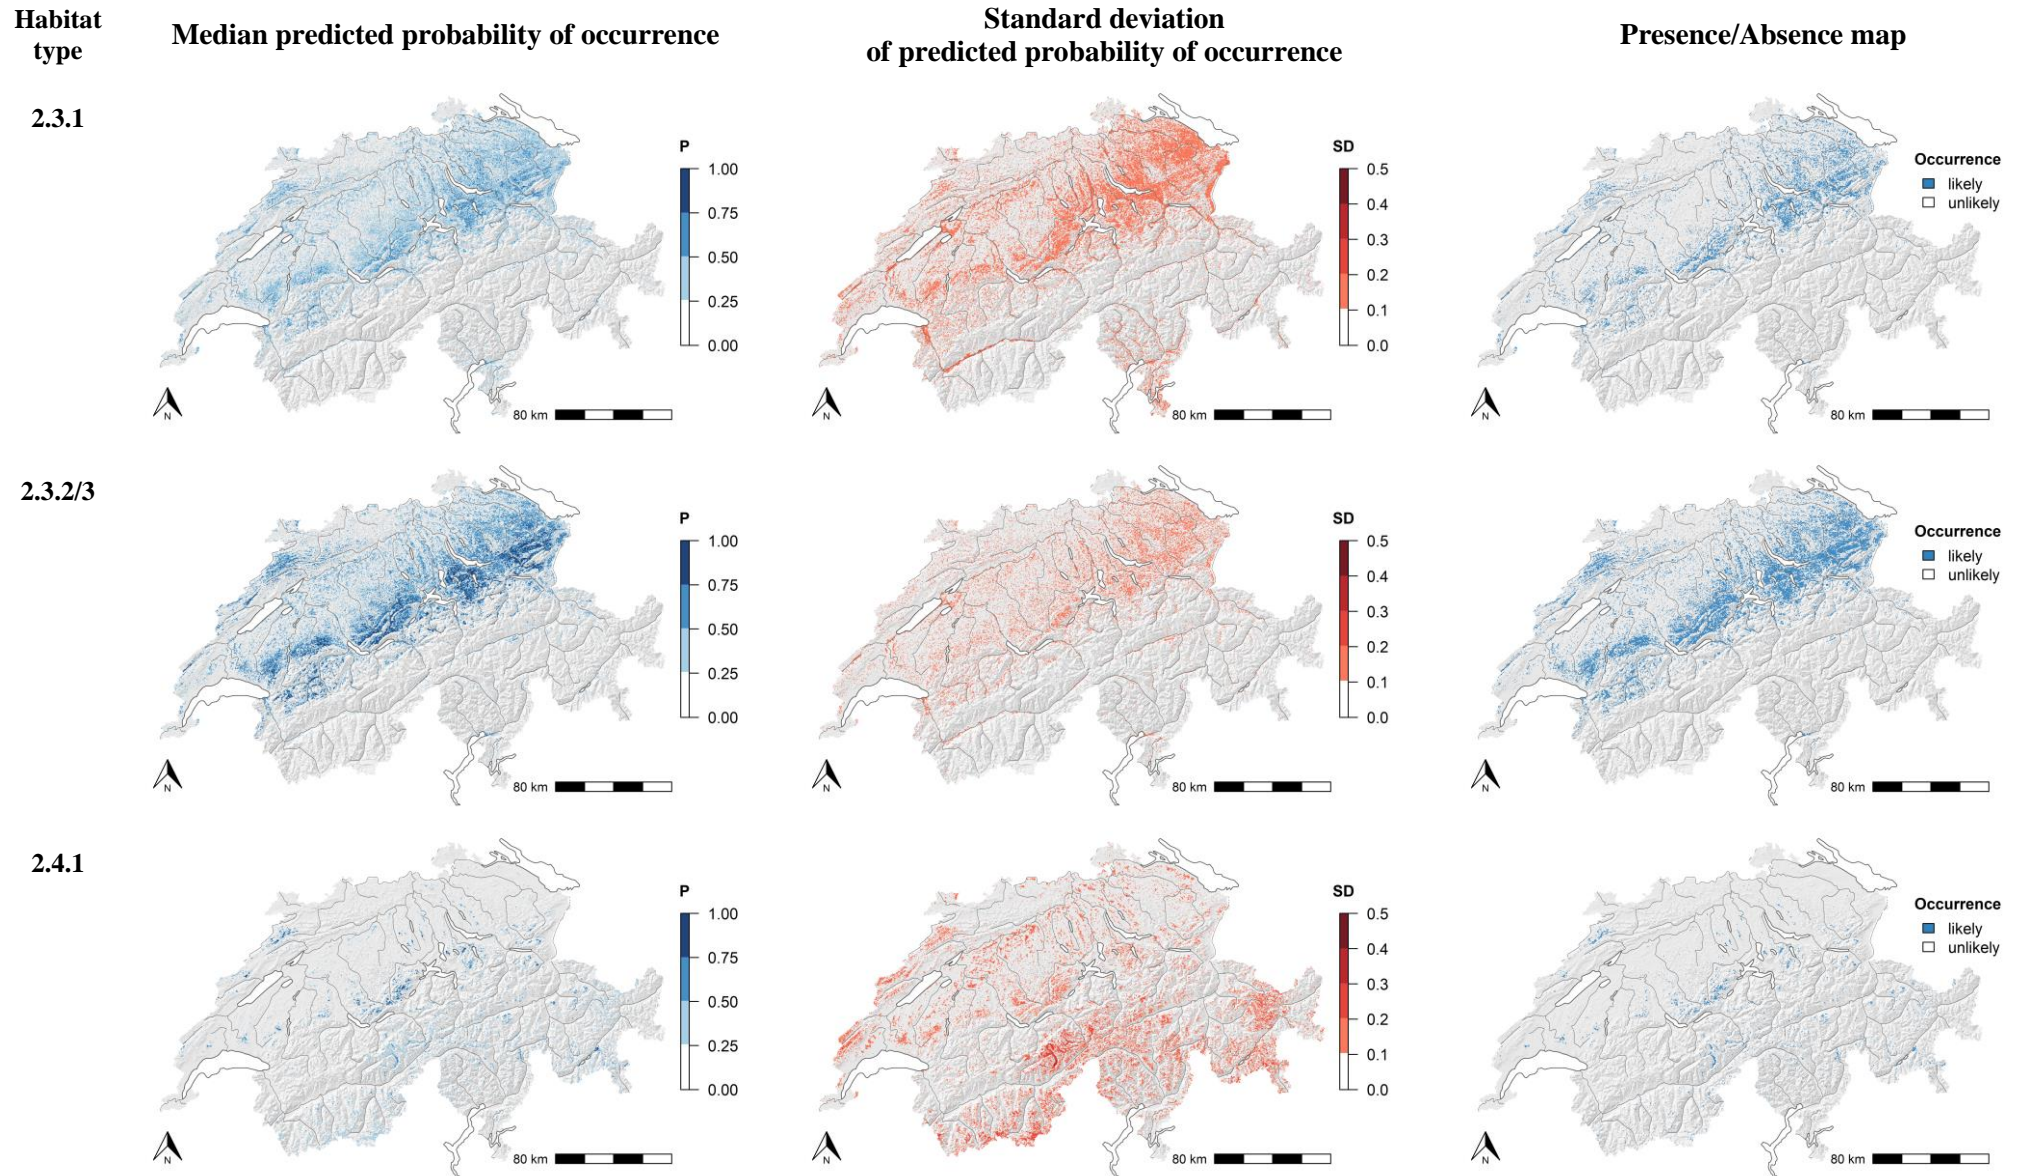 Habitat type
Median predicted probability of occurrence
Standard deviation
of predicted probability of occurrence
Presence/Absence map
2.3.1
P
1.00
0.75
0.50
0.25
0.00
N
80 km
SD
0.5
0.4
0.3
0.2
0.1
0.0
N
80 km
Occurrence
likely
unlikely
N
80 km
2.3.2/3
P
1.00
0.75
0.50
0.25
0.00
N
80 km
SD
0.5
0.4
0.3
0.2
0.1
0.0
N
80 km
Occurrence
likely
unlikely
N
80 km
2.4.1
P
1.00
0.75
0.50
0.25
0.00
N
80 km
SD
0.5
0.4
0.3
0.2
0.1
0.0
N
80 km
Occurrence
likely
unlikely
N
80 km